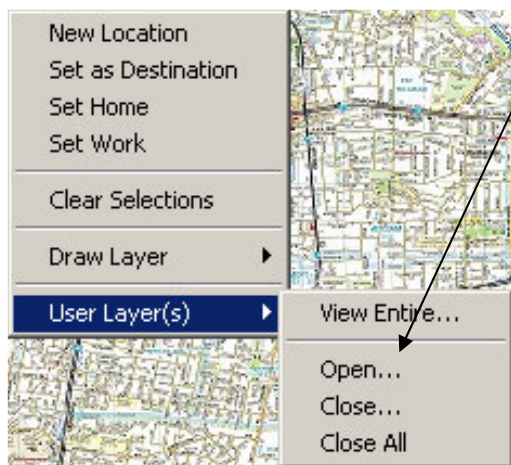 New Location
Set as Destination
Set Home
Set Work
Clear Selections
Draw Layer
User Layer(s)
View Entire...
Open...
Close...
Close All